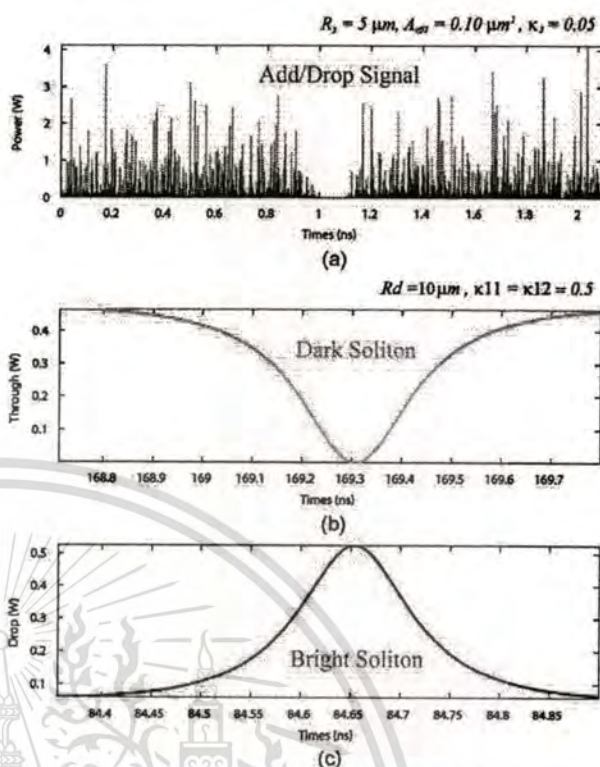 R₃ = 5 μm, A_eff3 = 0.10 μm², κ₃ = 0.05
4
3
2
1
0
Power (W)
Add/Drop Signal
0 0.2 0.4 0.6 0.8 1 1.2 1.4 1.6 1.8 2
Times (ns)
(a)
Rd =10μm, κ11 = κ12 = 0.5
0.4
0.3
0.2
0.1
Through (W)
Dark Soliton
168.8 168.9 169 169.1 169.2 169.3 169.4 169.5 169.6 169.7
Times (ns)
(b)
0.5
0.4
0.3
0.2
0.1
Drop (W)
Bright Soliton
84.4 84.45 84.5 84.55 84.6 84.65 84.7 84.75 84.8 84.85
Times (ns)
(c)